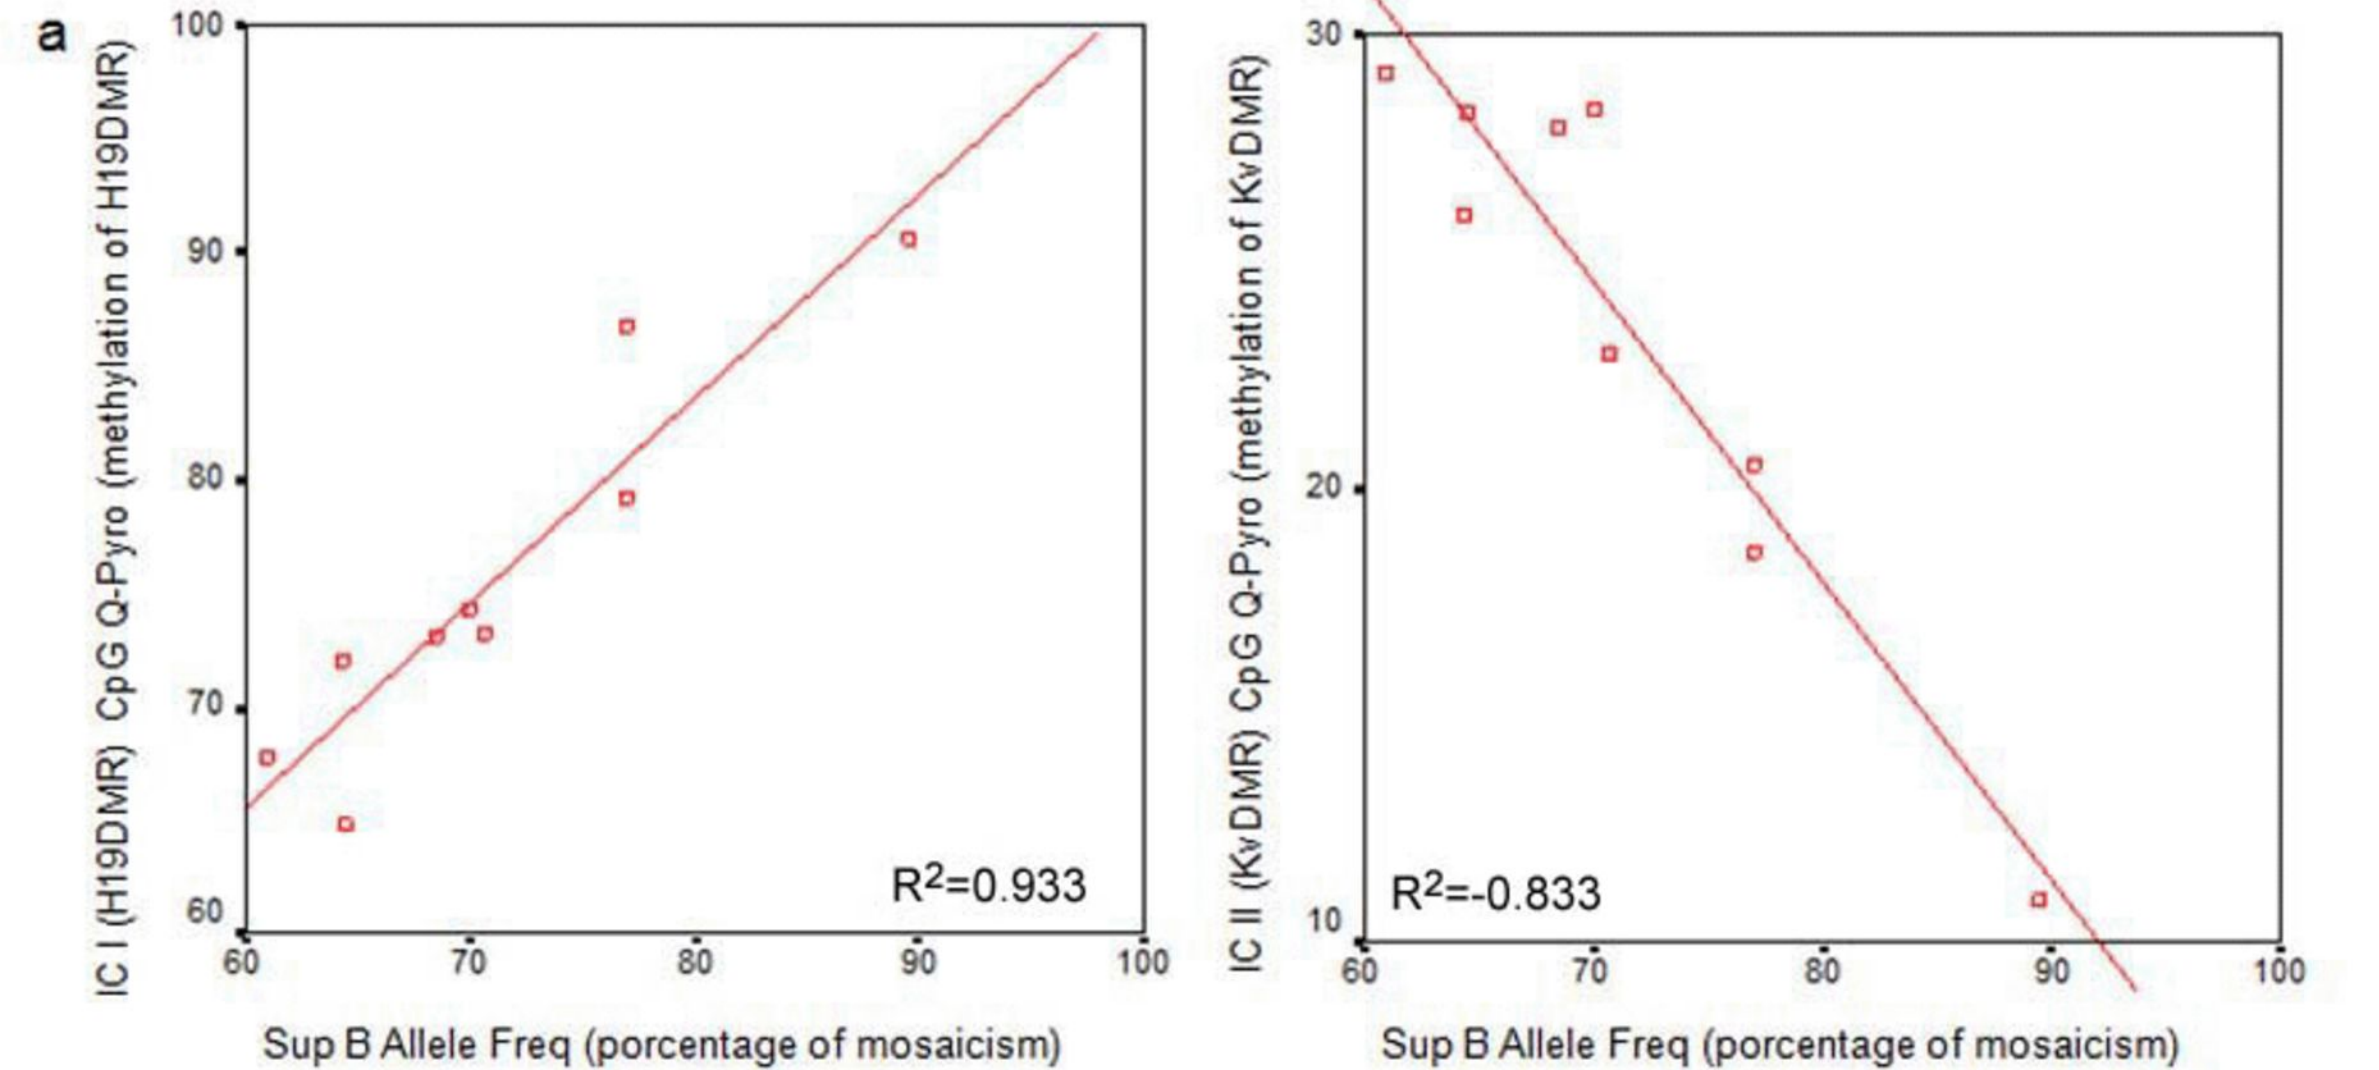 a
IC I (H19DMR) CpG Q-Pyro (methylation of H19DMR)
100
90
80
70
60
R²=0.933
60 70 80 90 100
Sup B Allele Freq (porcentage of mosaicism)
IC II (KvDMR) CpG Q-Pyro (methylation of KvDMR)
30
20
10
R²=-0.833
60 70 80 90 100
Sup B Allele Freq (porcentage of mosaicism)